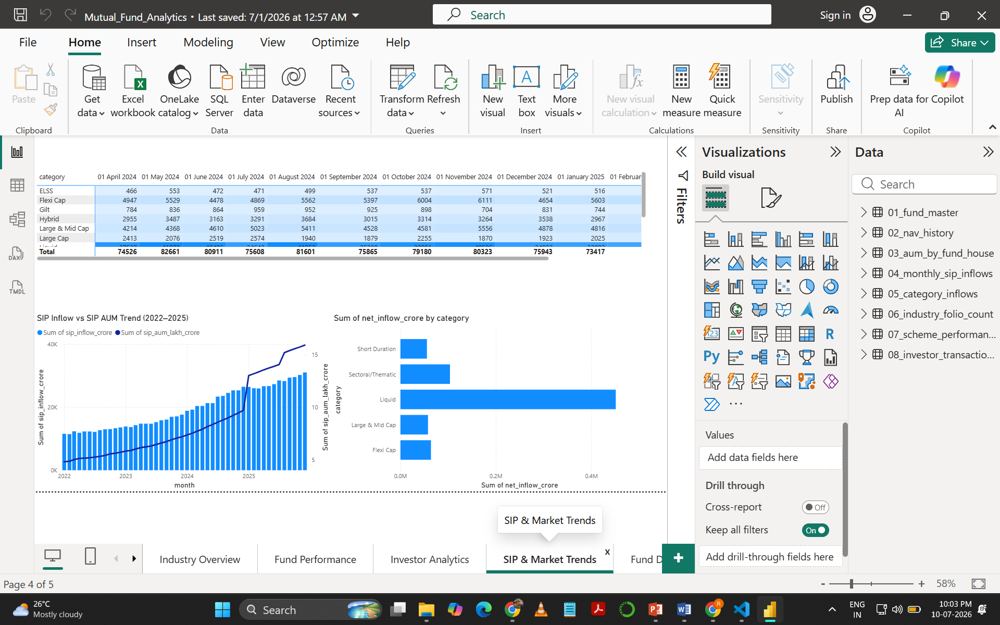 Mutual_Fund_Analytics • Last saved: 7/1/2026 at 12:57 AM
Search
Sign in
File Home Insert Modeling View Optimize Help
Share
Paste
Get data
Excel workbook
OneLake catalog
SQL Server
Enter data
Dataverse
Recent sources
Transform data
Refresh
New visual
Text box
More visuals
New visual calculation
New measure
Quick measure
Sensitivity
Publish
Prep data for AI
Copilot
Clipboard Data Queries Insert Calculations Sensitivity Share Copilot
category 01 April 2024 01 May 2024 01 June 2024 01 July 2024 01 August 2024 01 September 2024 01 October 2024 01 November 2024 01 December 2024 01 January 2025 01 Februar
ELSS 466 553 472 471 499 537 537 571 521 516
Flexi Cap 4947 5529 4478 4869 5562 5397 6004 6111 4654 5603
Gilt 784 836 864 959 952 925 898 704 831 744
Hybrid 2955 3487 3163 3291 3684 3015 3314 3264 3538 2967
Large & Mid Cap 4214 4368 4610 5023 5411 4528 4581 5556 4878 4816
Large Cap 2413 2076 2519 2574 1940 1879 2255 1870 1923 2025
Total 74526 82661 80911 75608 81601 75865 79180 80323 75943 73417
SIP Inflow vs SIP AUM Trend (2022–2025)
Sum of sip_inflow_crore Sum of sip_aum_lakh_crore
40K
20K
0K
15
10
5
Sum of sip_inflow_crore
Sum of sip_aum_lakh_crore
2022 2023 2024 2025
month
Sum of net_inflow_crore by category
category
Short Duration
Sectoral/Thematic
Liquid
Large & Mid Cap
Flexi Cap
0.0M 0.2M 0.4M
Sum of net_inflow_crore
SIP & Market Trends
Industry Overview
Fund Performance
Investor Analytics
SIP & Market Trends x
Fund D
+
Page 4 of 5
- + 58%
Filters
Visualizations
Build visual
123
R
Py
Values
Add data fields here
Drill through
Cross-report Off
Keep all filters On
Add drill-through fields here
Data
Search
01_fund_master
02_nav_history
03_aum_by_fund_house
04_monthly_sip_inflows
05_category_inflows
06_industry_folio_count
07_scheme_performan...
08_investor_transactio...
DAX
TMDL
26°C
Mostly cloudy
Search
ENG
IN
10:03 PM
10-07-2026